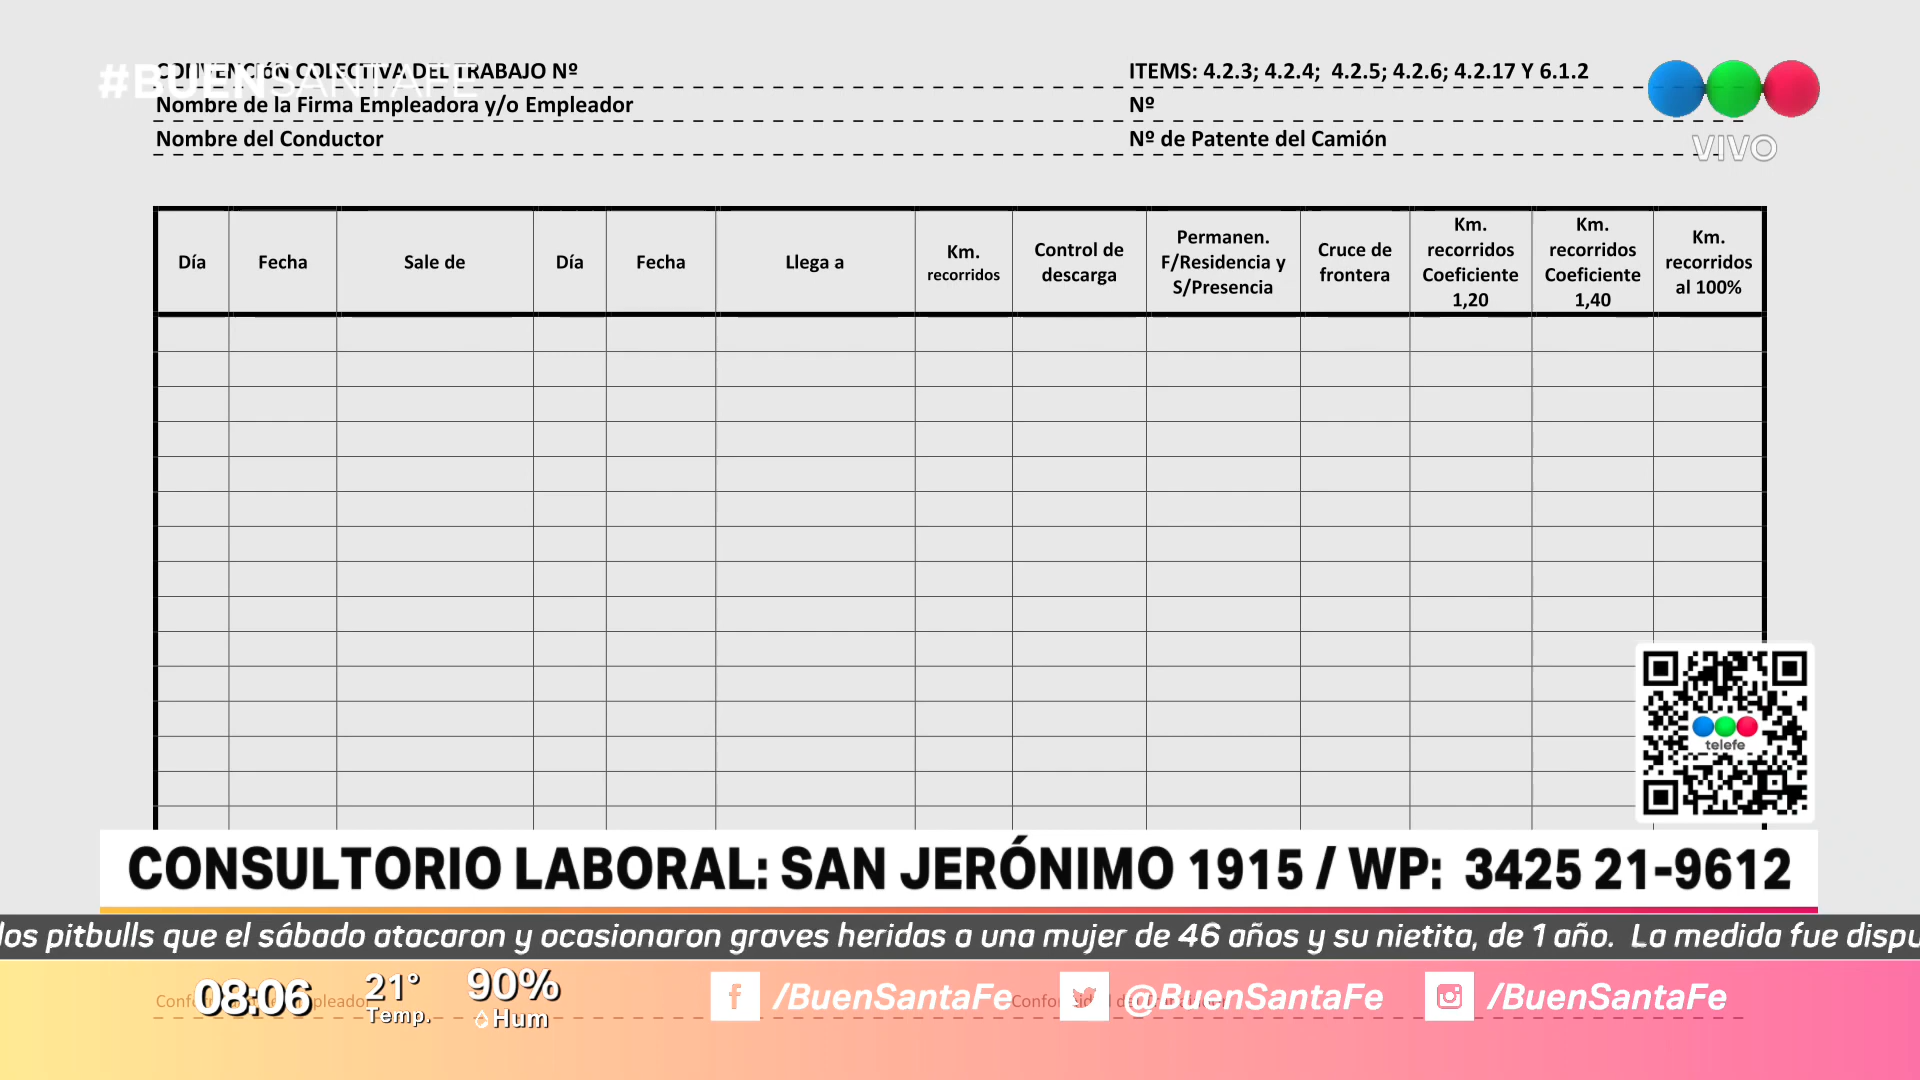 #BUENSANTAFE
CONVENCIÓN COLECTIVA DEL TRABAJO Nº
ITEMS: 4.2.3; 4.2.4; 4.2.5; 4.2.6; 4.2.17 Y 6.1.2
Nombre de la Firma Empleadora y/o Empleador
Nº
Nombre del Conductor
Nº de Patente del Camión
VIVO
Día
Fecha
Sale de
Día
Fecha
Llega a
Km.
recorridos
Control de
descarga
Permanen.
F/Residencia y
S/Presencia
Cruce de
frontera
Km.
recorridos
Coeficiente
1,20
Km.
recorridos
Coeficiente
1,40
Km.
recorridos
al 100%
telefe
CONSULTORIO LABORAL: SAN JERÓNIMO 1915 / WP: 3425 21-9612
los pitbulls que el sábado atacaron y ocasionaron graves heridas a una mujer de 46 años y su nietita, de 1 año. La medida fue dispu
08:06
21°
Temp.
90%
Hum
/BuenSantaFe
@BuenSantaFe
/BuenSantaFe